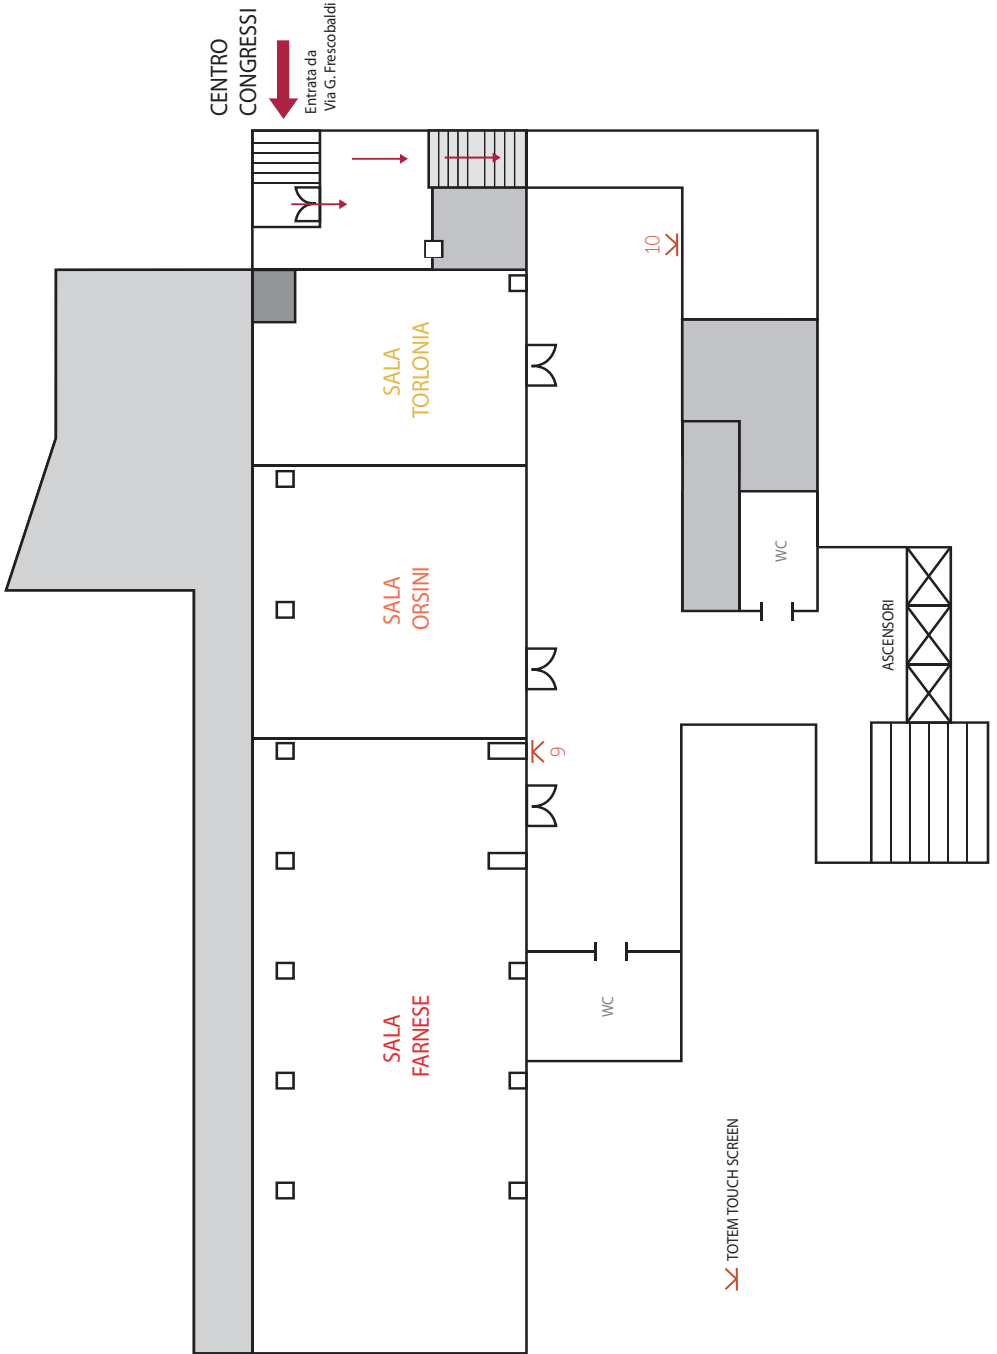 CENTRO
CONGRESSI
Entrata da
Via G. Frescobaldi
10
SALA
TORLONIA
SALA
ORSINI
WC
ASCENSORI
9
SALA
FARNESE
WC
TOTEM TOUCH SCREEN